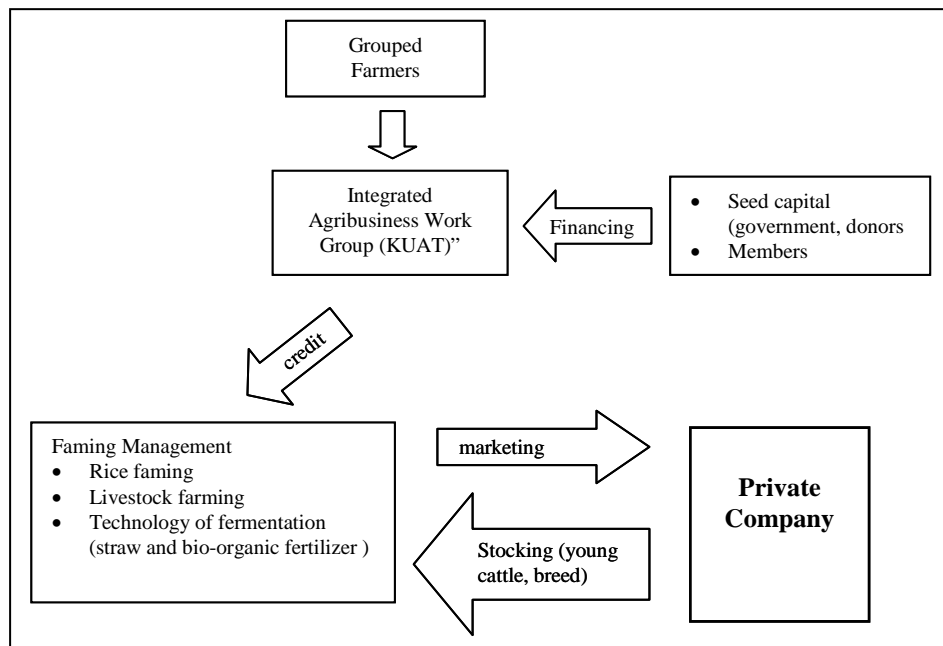 Grouped
Farmers
Integrated
Agribusiness Work
Group (KUAT)”
Financing
• Seed capital
(government, donors
• Members
credit
Faming Management
• Rice faming
• Livestock farming
• Technology of fermentation
(straw and bio-organic fertilizer )
marketing
Stocking (young
cattle, breed)
Private
Company